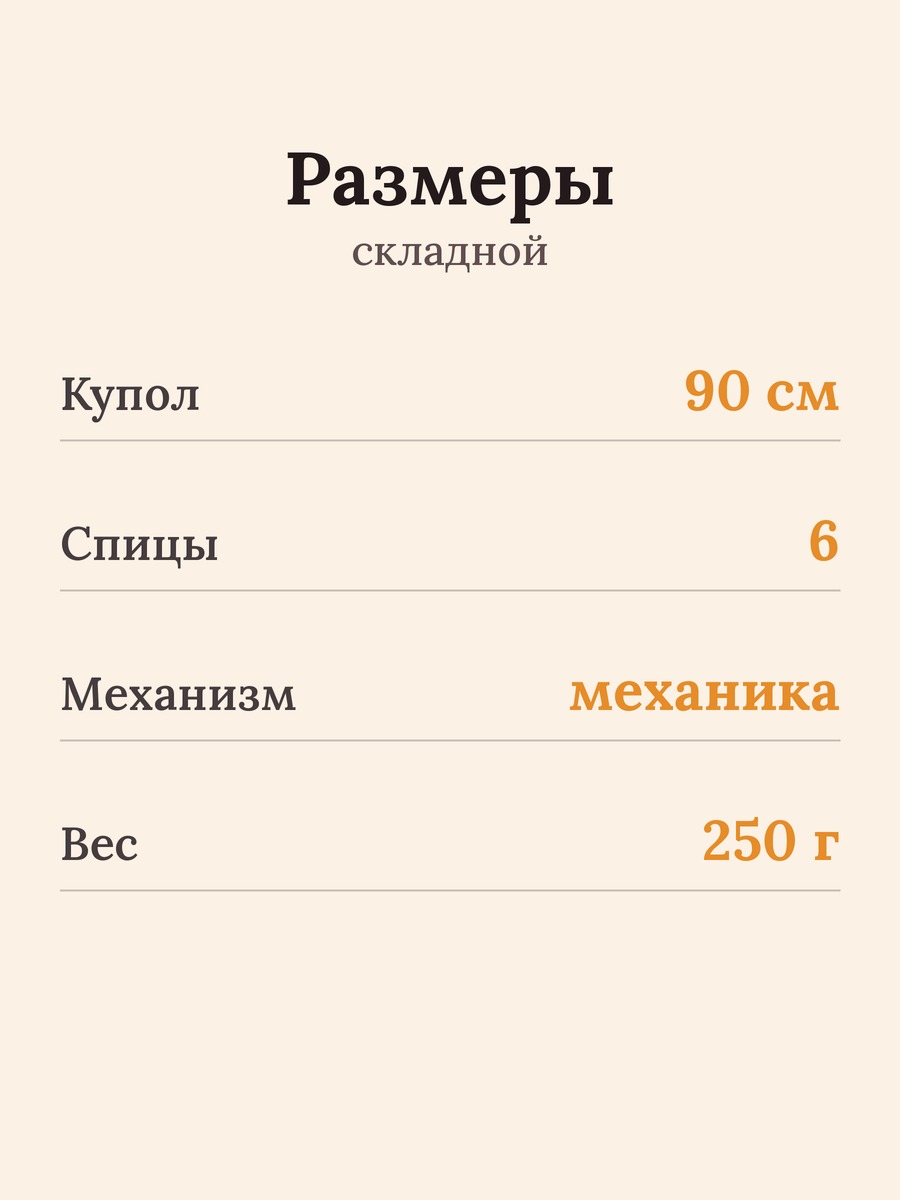 Размеры
складной
Купол 90 см
Спицы 6
Механизм механика
Вес 250 г